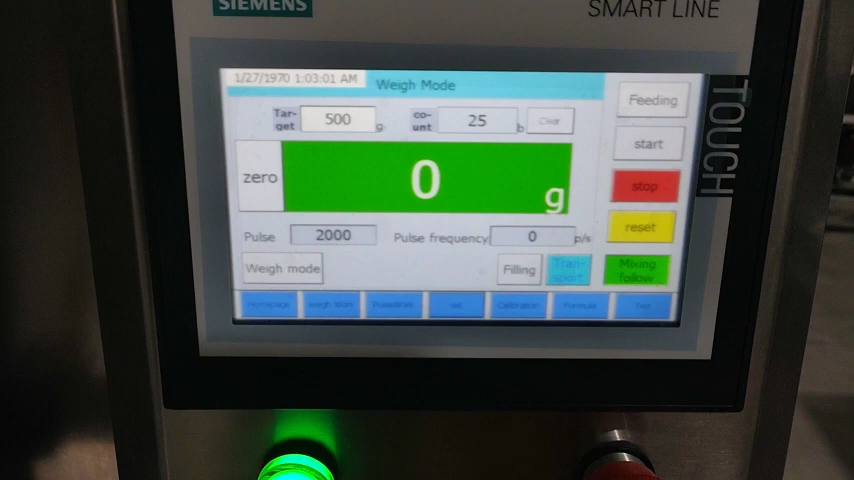 SIEMENS
SMART LINE
TOUCH
1/27/1970 1:03:01 AM
Weigh Mode
Feeding
Tar-
get
500
g
co-
unt
25
b
Clear
start
zero
0
g
stop
reset
Pulse
2000
Pulse frequency
0
p/s
Weigh mode
Filling
Tran-
sport
Mixing
follow
Homepage
Calibration
Formula